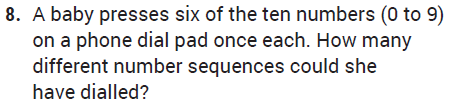 8. A baby presses six of the ten numbers (0 to 9)
on a phone dial pad once each. How many
different number sequences could she
have dialled?